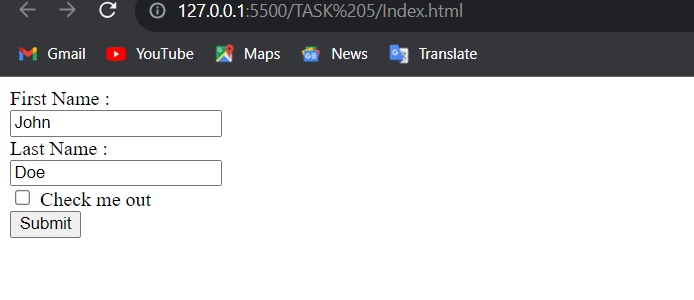 127.0.0.1:5500/TASK%205/Index.html
Gmail YouTube Maps News Translate
First Name :
John
Last Name :
Doe
Check me out
Submit